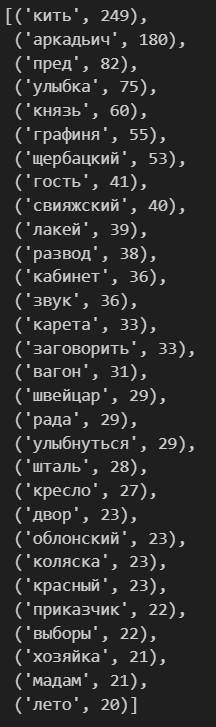 [('кить', 249),
('аркадьич', 180),
('пред', 82),
('улыбка', 75),
('князь', 60),
('графиня', 55),
('щербацкий', 53),
('гость', 41),
('свияжский', 40),
('лакей', 39),
('развод', 38),
('кабинет', 36),
('звук', 36),
('карета', 33),
('заговорить', 33),
('вагон', 31),
('швейцар', 29),
('рада', 29),
('улыбнуться', 29),
('шталь', 28),
('кресло', 27),
('двор', 23),
('облонский', 23),
('коляска', 23),
('красный', 23),
('приказчик', 22),
('выборы', 22),
('хозяйка', 21),
('мадам', 21),
('лето', 20)]